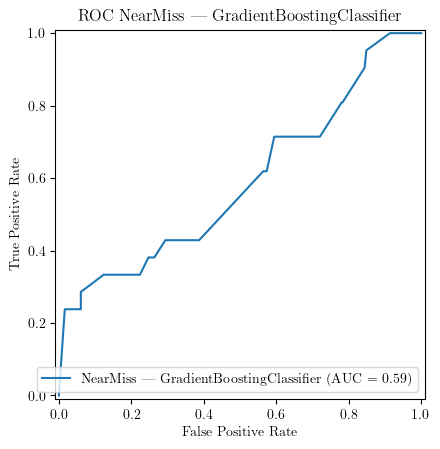 ROC NearMiss — GradientBoostingClassifier
True Positive Rate
1.0
0.8
0.6
0.4
0.2
0.0
NearMiss — GradientBoostingClassifier (AUC = 0.59)
0.0 0.2 0.4 0.6 0.8 1.0
False Positive Rate